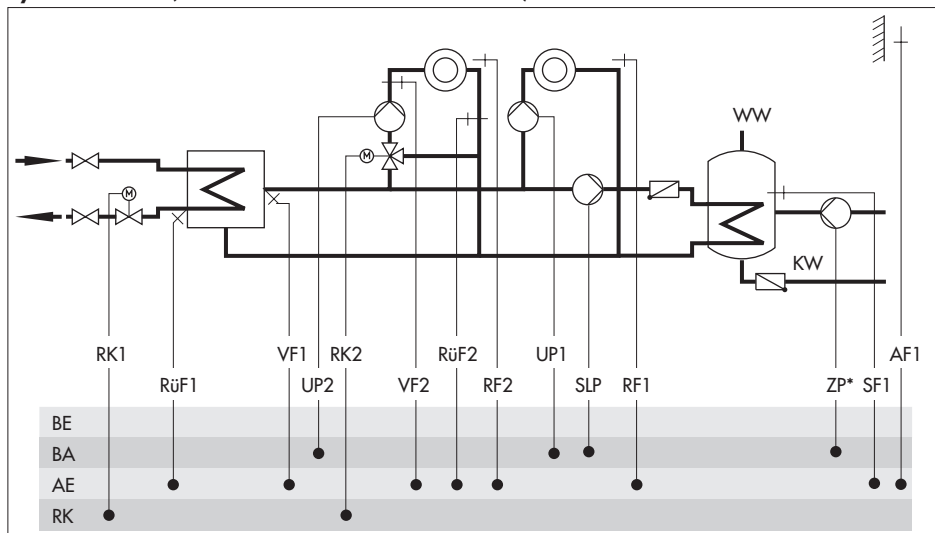 WW
M
M
KW
RK1 VF1 RK2 RüF2 UP1 AF1
RüF1 UP2 VF2 RF2 SLP RF1 ZP* SF1
BE
BA
AE
RK